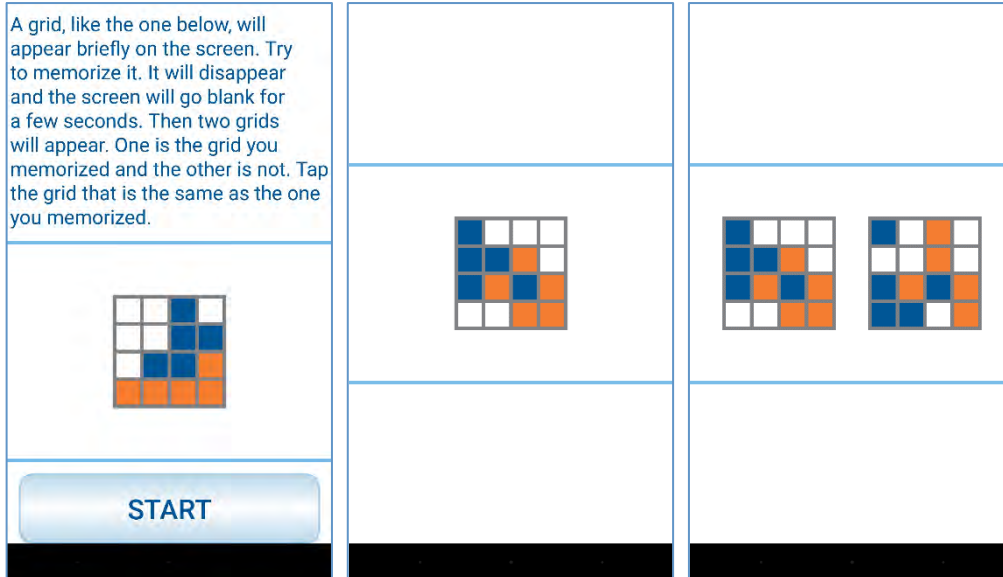 A grid, like the one below, will
appear briefly on the screen. Try
to memorize it. It will disappear
and the screen will go blank for
a few seconds. Then two grids
will appear. One is the grid you
memorized and the other is not. Tap
the grid that is the same as the one
you memorized.
START